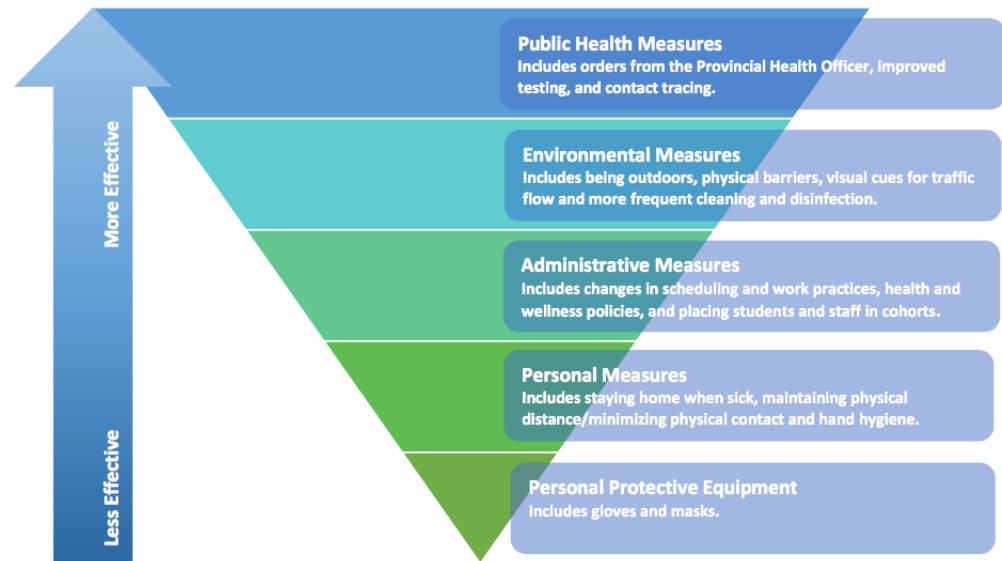 Public Health Measures
Includes orders from the Provincial Health Officer, improved
testing, and contact tracing.
More Effective
Environmental Measures
Includes being outdoors, physical barriers, visual cues for traffic
flow and more frequent cleaning and disinfection.
Administrative Measures
Includes changes in scheduling and work practices, health and
wellness policies, and placing students and staff in cohorts.
Personal Measures
Includes staying home when sick, maintaining physical
distance/minimizing physical contact and hand hygiene.
Less Effective
Personal Protective Equipment
Includes gloves and masks.